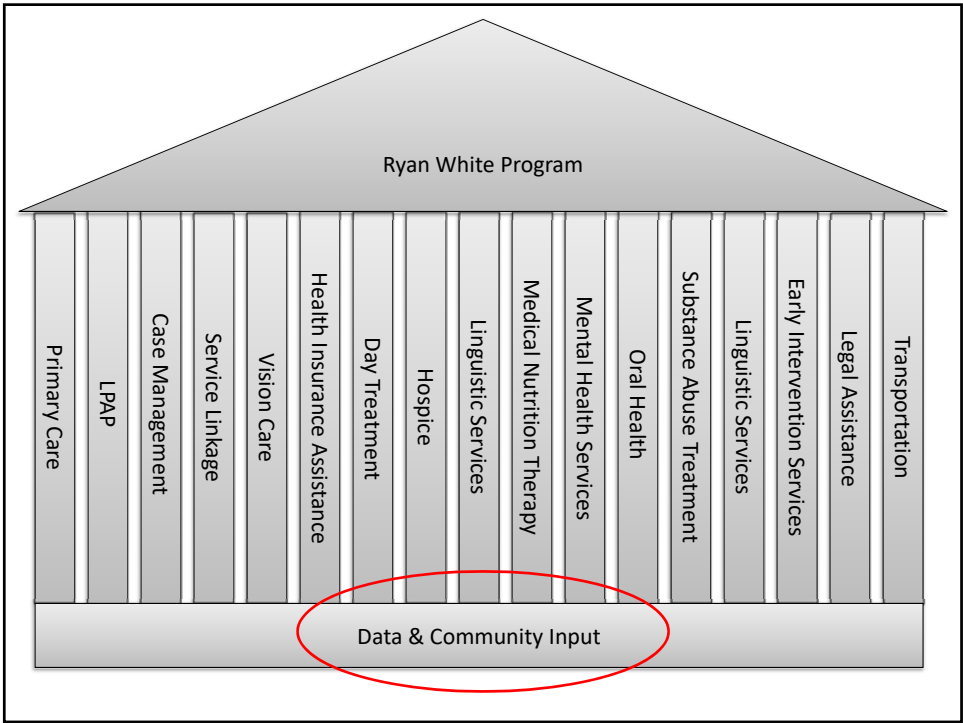 Ryan White Program
Primary Care
LPAP
Case Management
Service Linkage
Vision Care
Health Insurance Assistance
Day Treatment
Hospice
Linguistic Services
Medical Nutrition Therapy
Mental Health Services
Oral Health
Substance Abuse Treatment
Linguistic Services
Early Intervention Services
Legal Assistance
Transportation
Data & Community Input